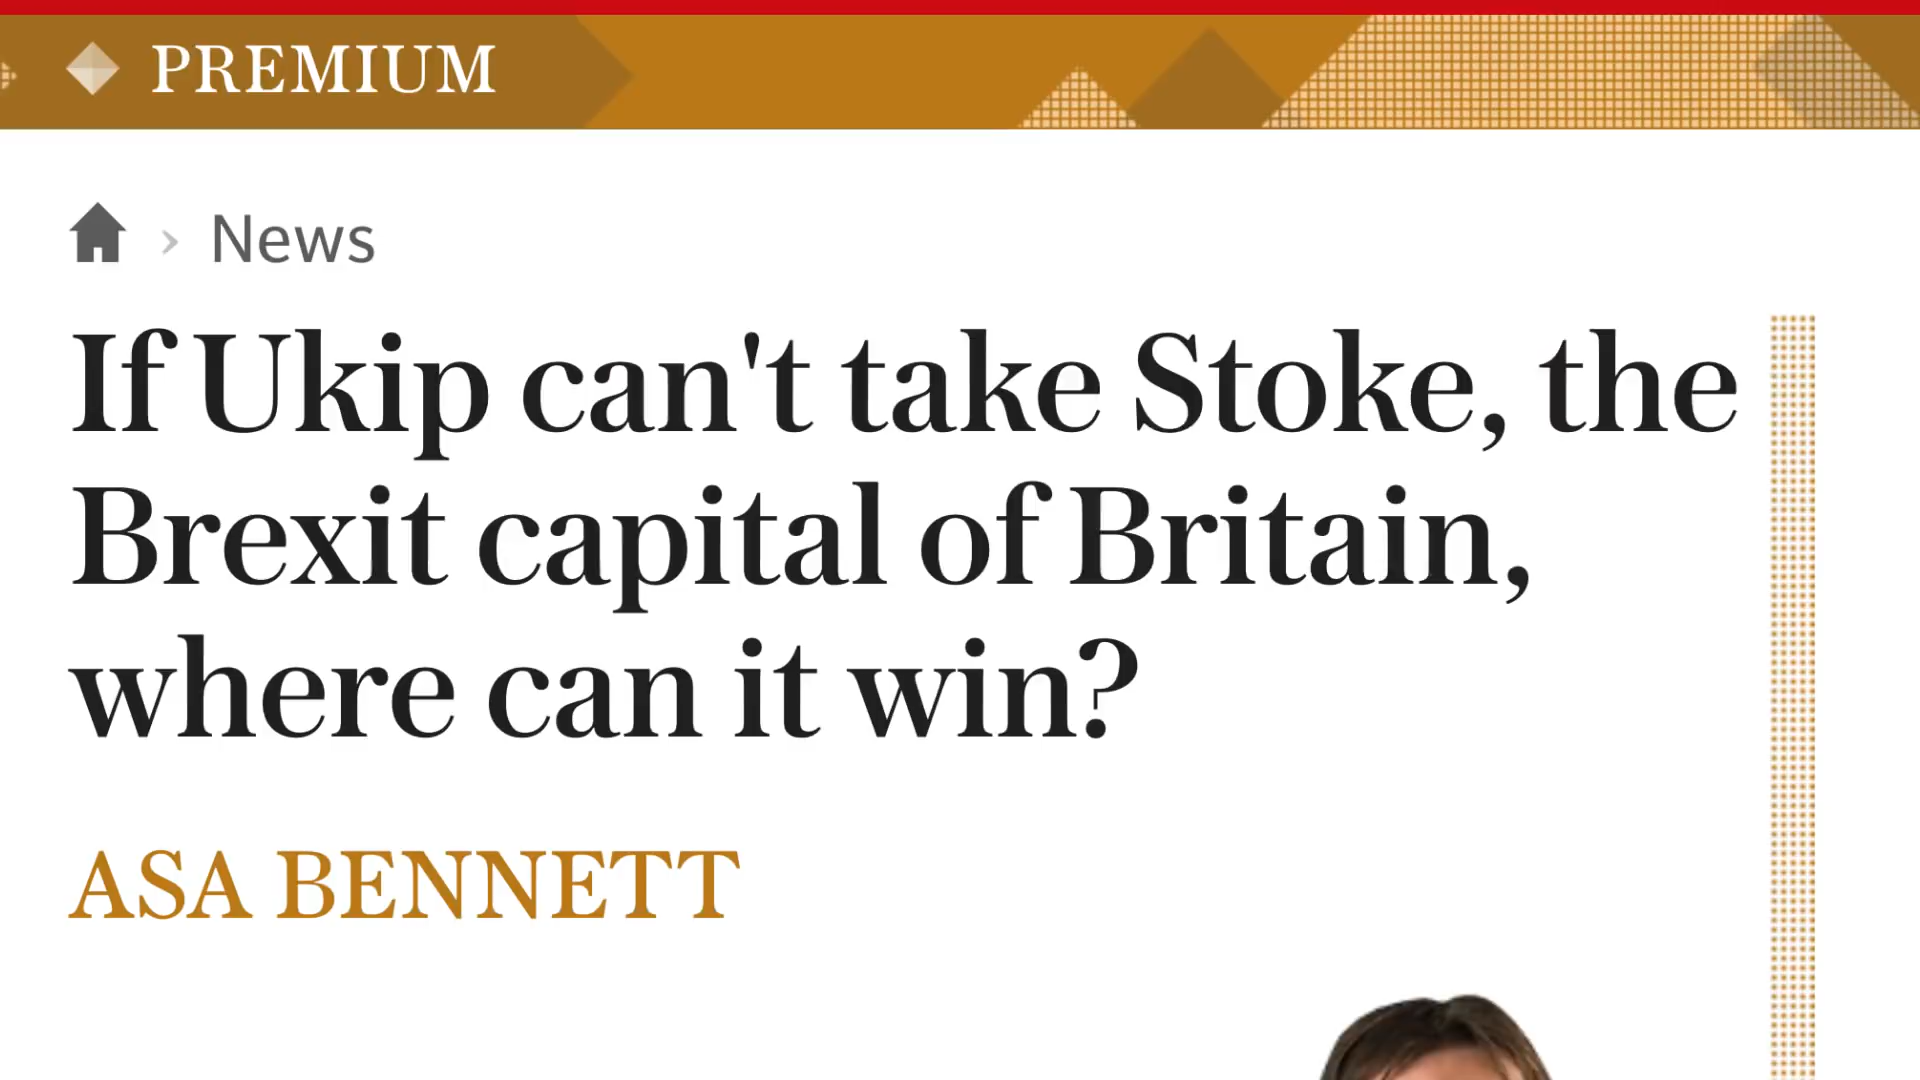 PREMIUM
News
If Ukip can't take Stoke, the
Brexit capital of Britain,
where can it win?
ASA BENNETT